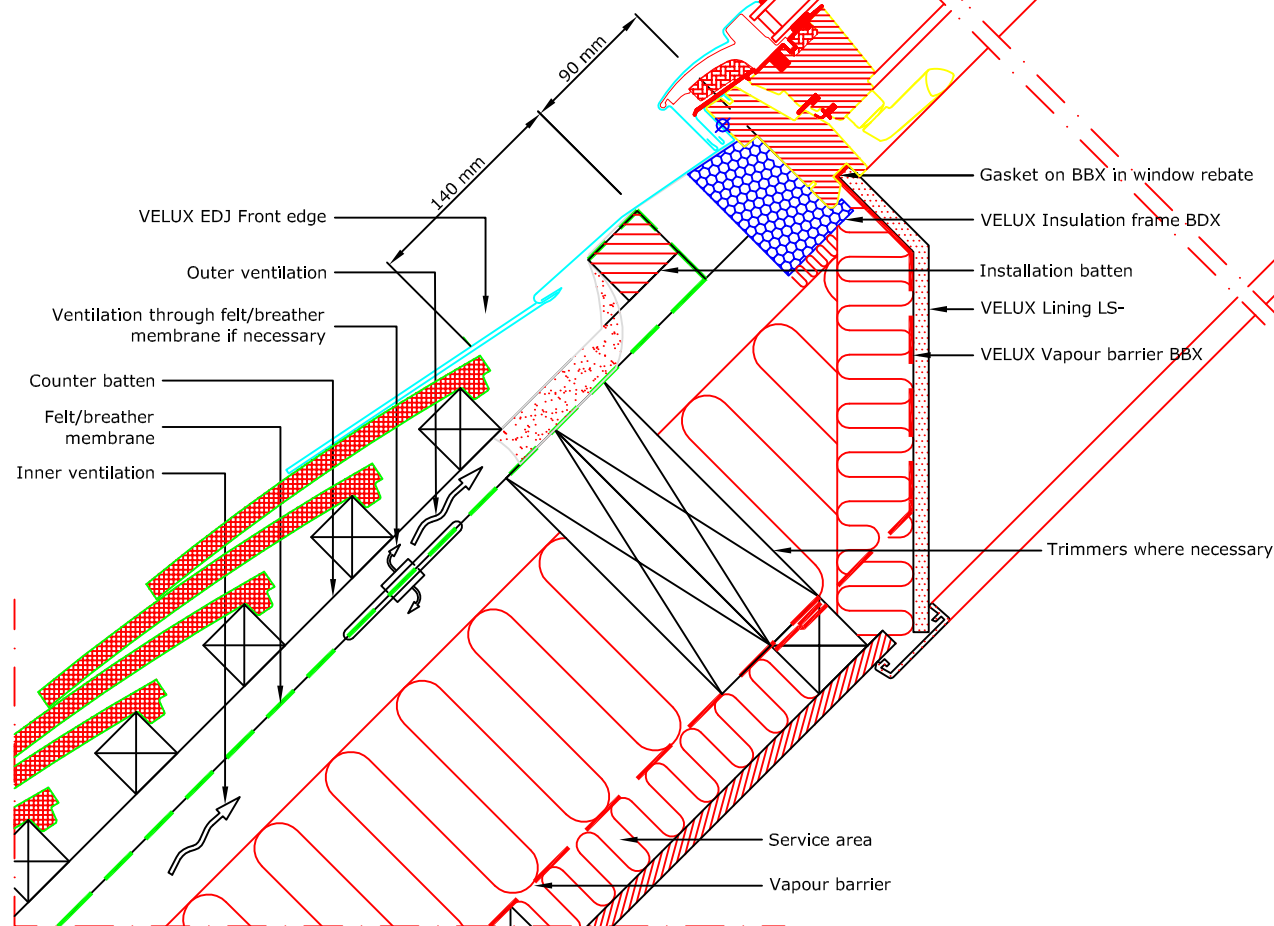 90 mm
140 mm
VELUX EDJ Front edge
Outer ventilation
Ventilation through felt/breather
membrane if necessary
Counter batten
Felt/breather
membrane
Inner ventilation
Gasket on BBX in window rebate
VELUX Insulation frame BDX
Installation batten
VELUX Lining LS-
VELUX Vapour barrier BBX
Trimmers where necessary
Service area
Vapour barrier